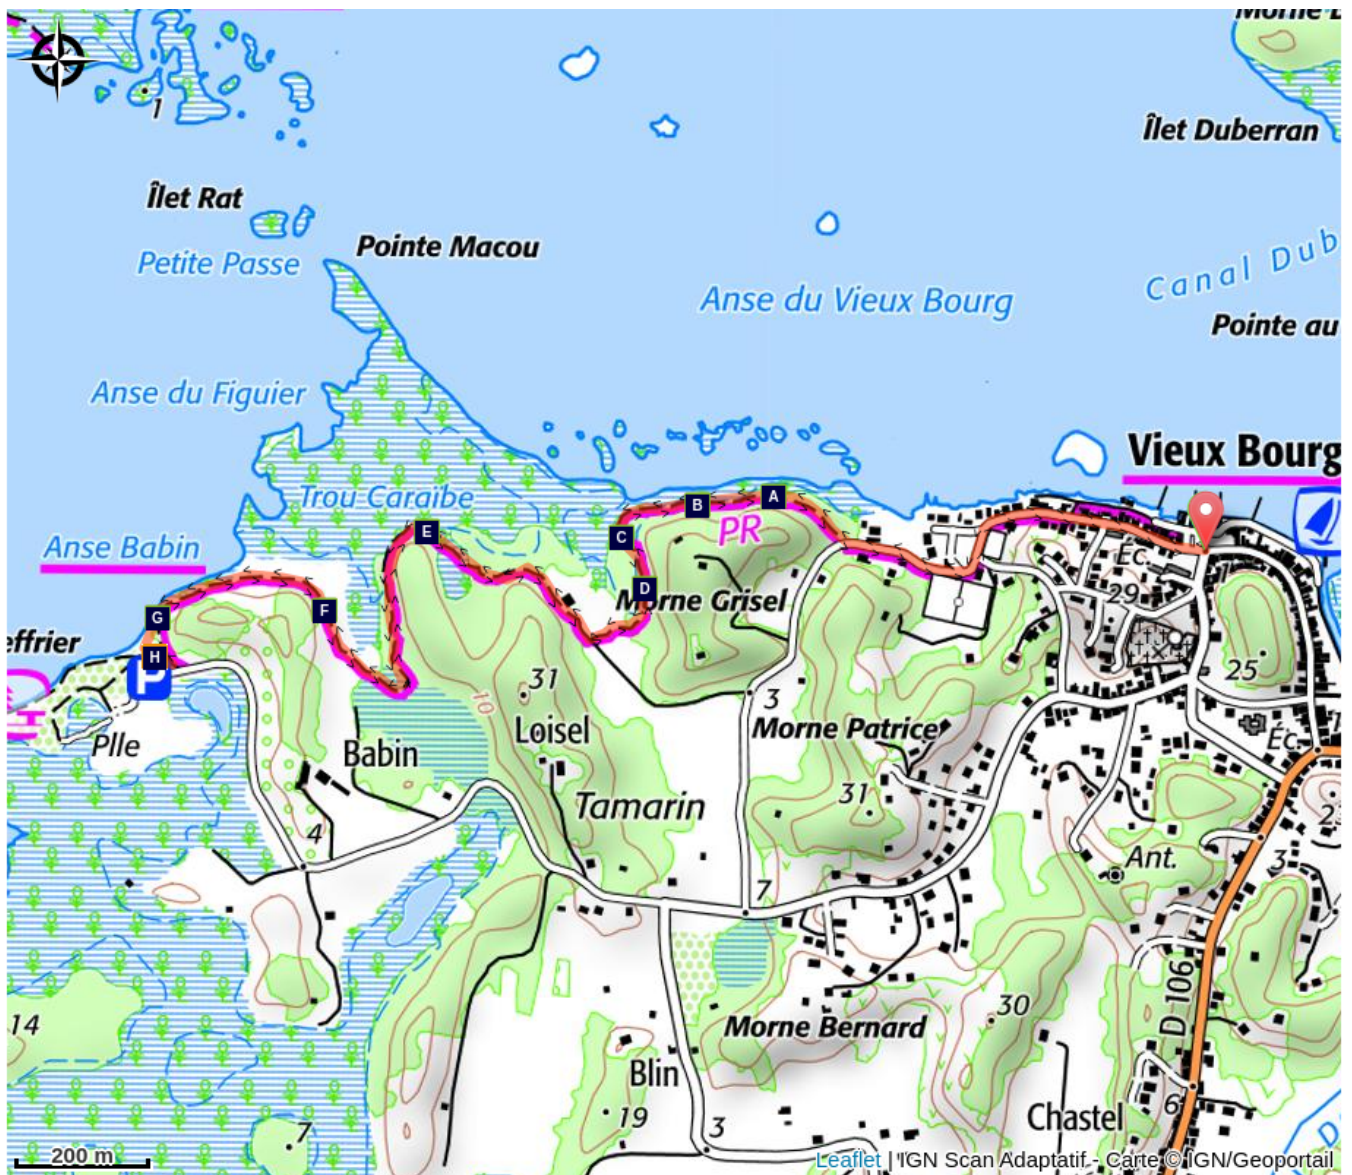 1
Îlet Duberran
Îlet Rat
Pointe Macou
Petite Passe
Canal Dub
Anse du Vieux Bourg
Pointe au
Anse du Figuier
Vieux Bourg
Trou Caraïbe
E
B
A
PR
C
Anse Babin
Éc.
1
D
29
G
F
Morne Grisel
effrier
H
P
25
31
10
3
Loisel
Morne Patrice
Plle
Babin
Éc.
31
Tamarin
4
Ant.
3
7
D 106
14
30
Morne Bernard
Blin
19
Chastel
6
7
3
200 m
Leaflet | IGN Scan Adaptatif - Carte © IGN/Geoportail